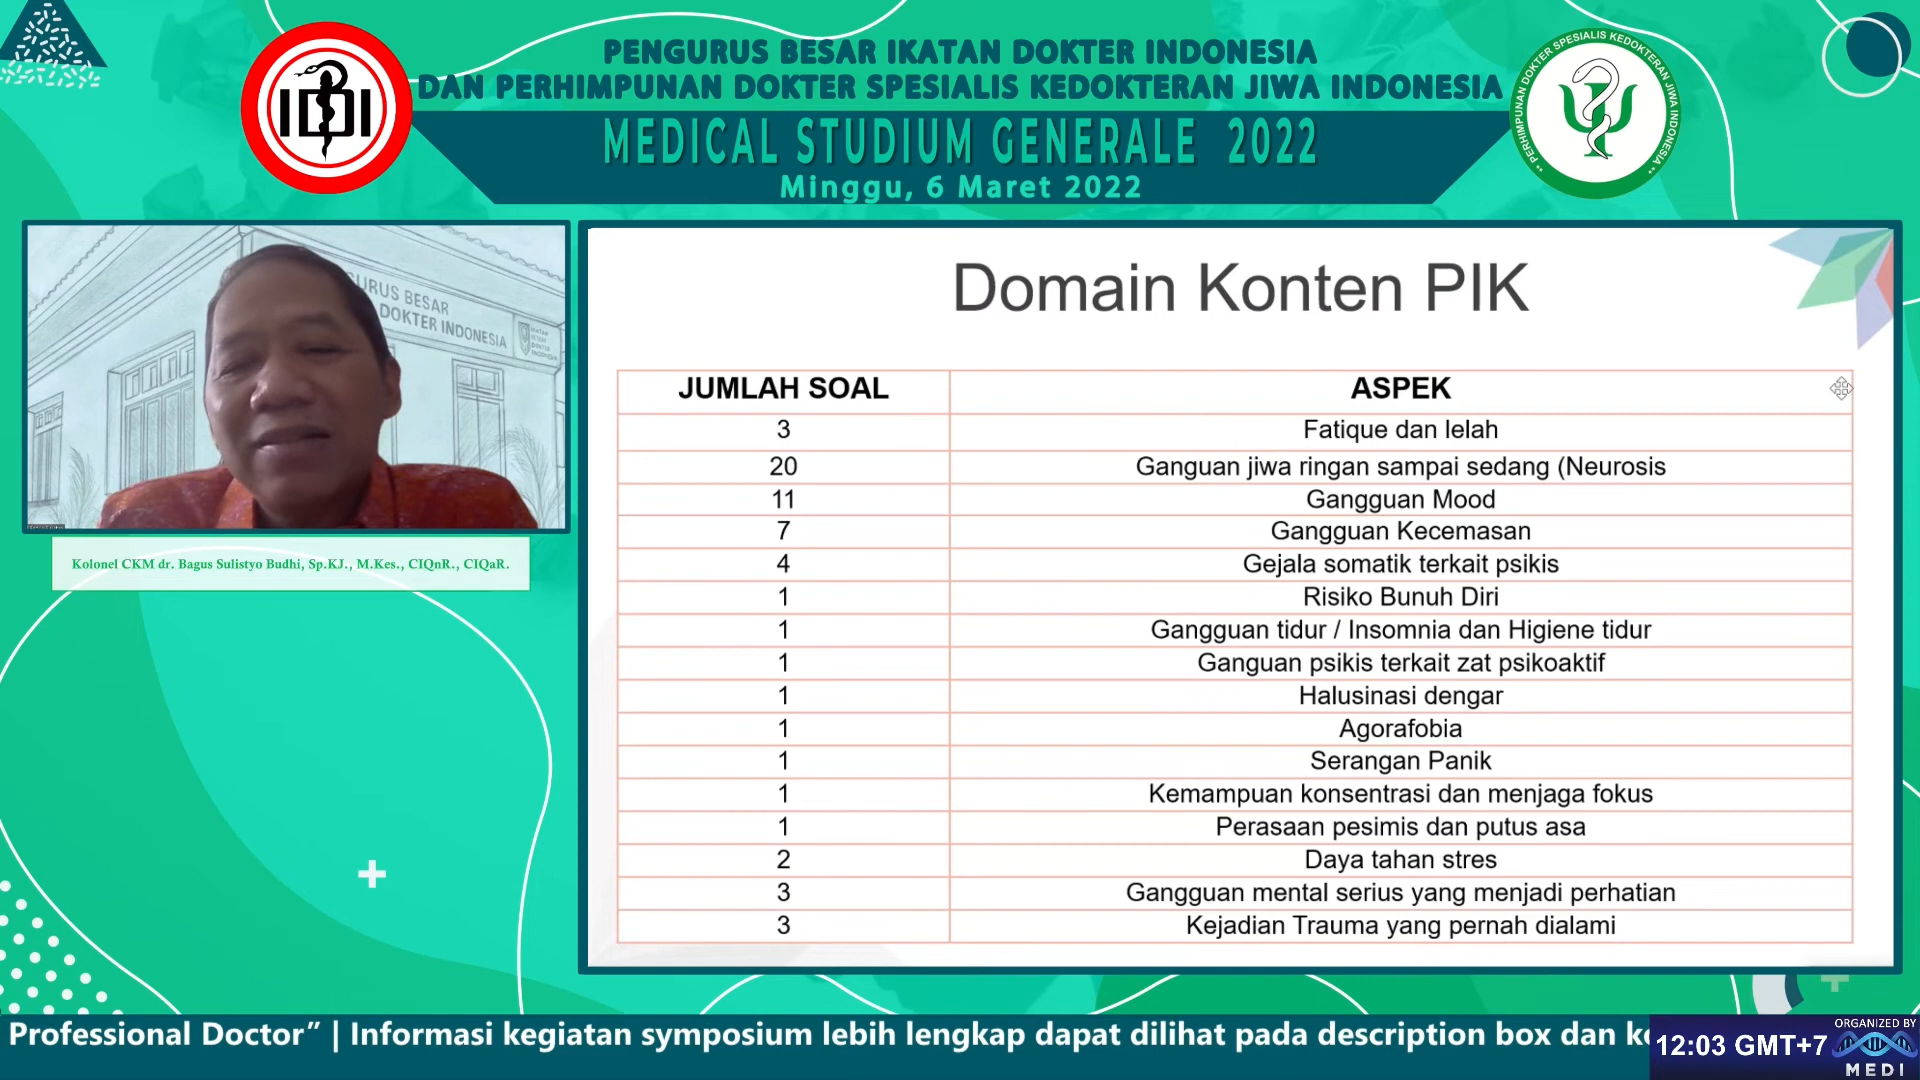 PENGURUS BESAR IKATAN DOKTER INDONESIA
DAN PERHIMPUNAN DOKTER SPESIALIS KEDOKTERAN JIWA INDONESIA
MEDICAL STUDIUM GENERALE 2022
Minggu, 6 Maret 2022
IDI
PERHIMPUNAN DOKTER SPESIALIS KEDOKTERAN JIWA INDONESIA
GURUS BESAR
DOKTER INDONESIA
Kolonel CKM dr. Bagus Sulistyo Budhi, Sp.KJ., M.Kes., CIQnR., CIQaR.
Domain Konten PIK
JUMLAH SOAL ASPEK
3 Fatique dan lelah
20 Ganguan jiwa ringan sampai sedang (Neurosis
11 Gangguan Mood
7 Gangguan Kecemasan
4 Gejala somatik terkait psikis
1 Risiko Bunuh Diri
1 Gangguan tidur / Insomnia dan Higiene tidur
1 Ganguan psikis terkait zat psikoaktif
1 Halusinasi dengar
1 Agorafobia
1 Serangan Panik
1 Kemampuan konsentrasi dan menjaga fokus
1 Perasaan pesimis dan putus asa
2 Daya tahan stres
3 Gangguan mental serius yang menjadi perhatian
3 Kejadian Trauma yang pernah dialami
Professional Doctor” | Informasi kegiatan symposium lebih lengkap dapat dilihat pada description box dan
12:03 GMT+7
ORGANIZED BY
MEDI